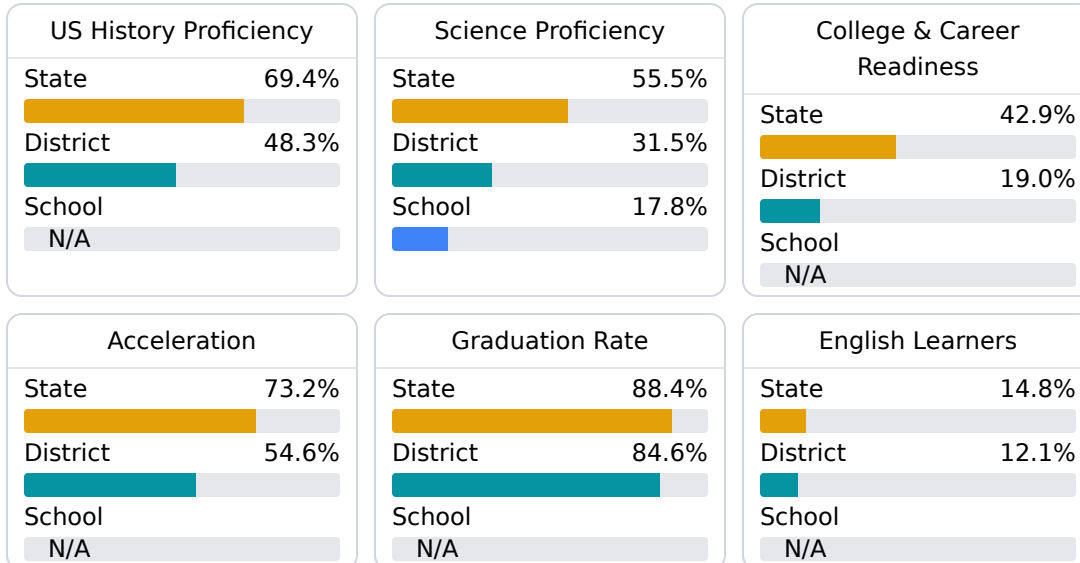 US History Proficiency
State 69.4%
District 48.3%
School
N/A
Science Proficiency
State 55.5%
District 31.5%
School 17.8%
College & Career
Readiness
State 42.9%
District 19.0%
School
N/A
Acceleration
State 73.2%
District 54.6%
School
N/A
Graduation Rate
State 88.4%
District 84.6%
School
N/A
English Learners
State 14.8%
District 12.1%
School
N/A